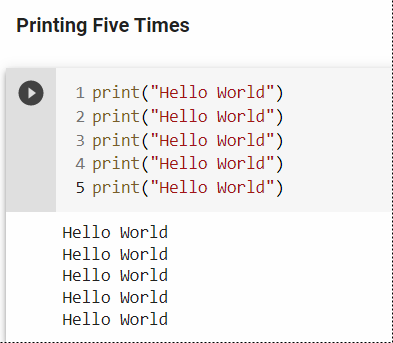 Printing Five Times
1 print("Hello World")
2 print("Hello World")
3 print("Hello World")
4 print("Hello World")
5 print("Hello World")
Hello World
Hello World
Hello World
Hello World
Hello World